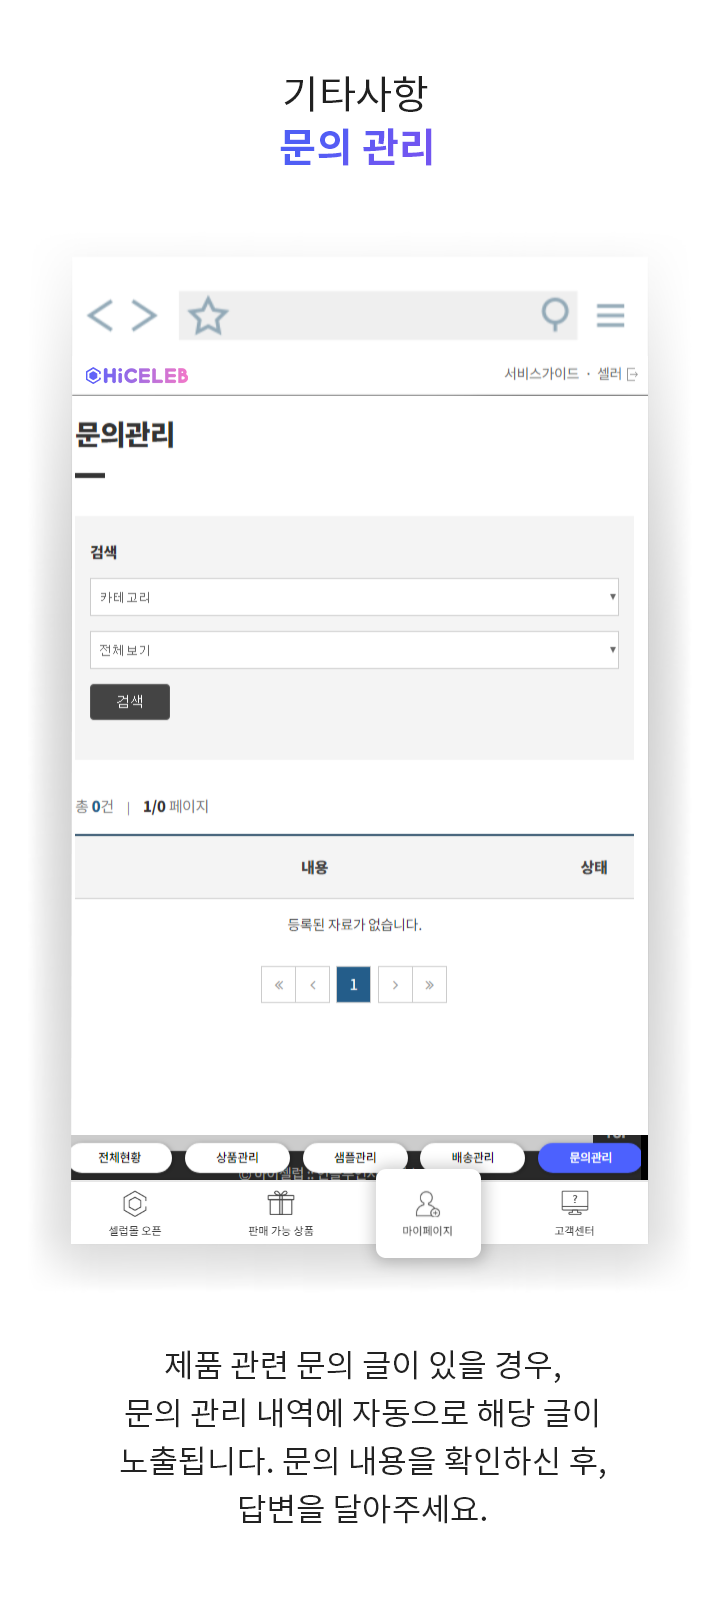 기타사항
문의 관리
HiCELEB
서비스가이드 · 셀러
문의관리
검색
카테고리
전체보기
검색
총 0건 | 1/0 페이지
내용 상태
등록된 자료가 없습니다.
« ‹ 1 › »
전체현황 상품관리 샘플관리 배송관리 문의관리
셀럽몰 오픈 판매 가능 상품 마이페이지 고객센터
제품 관련 문의 글이 있을 경우,
문의 관리 내역에 자동으로 해당 글이
노출됩니다. 문의 내용을 확인하신 후,
답변을 달아주세요.